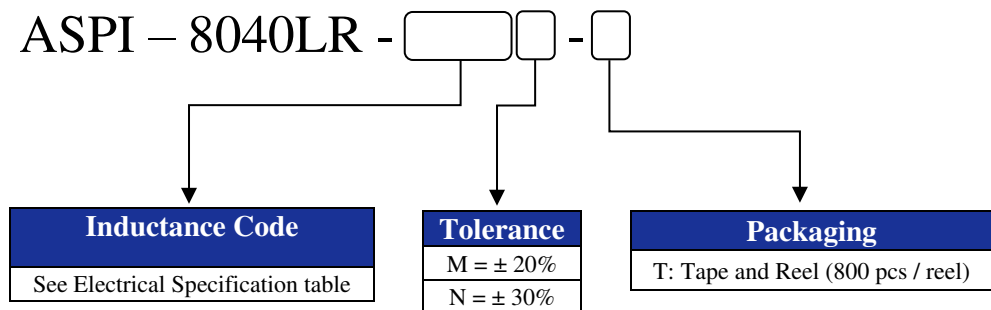 ASPI – 8040LR - -
Inductance Code
See Electrical Specification table
Tolerance
M = ± 20%
N = ± 30%
Packaging
T: Tape and Reel (800 pcs / reel)